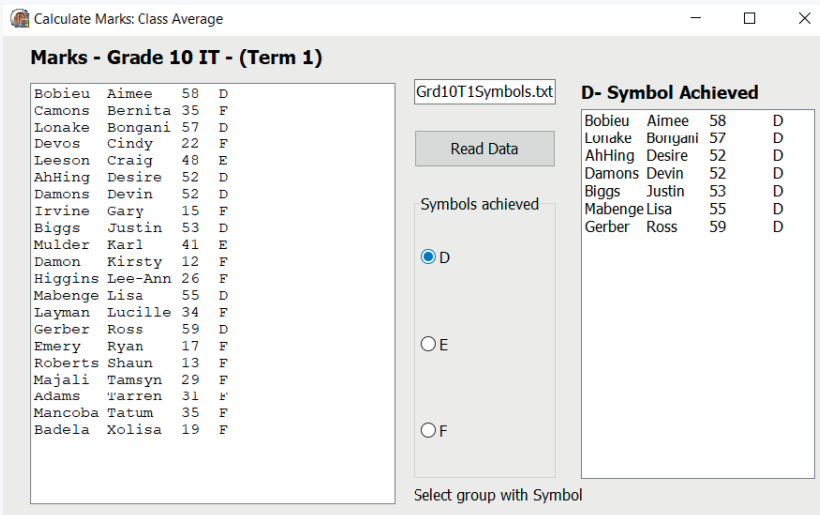 Calculate Marks: Class Average
Marks - Grade 10 IT - (Term 1)
Bobieu Aimee 58 D
Camons Bernita 35 F
Lonake Bongani 57 D
Devos Cindy 22 F
Leeson Craig 48 E
AhHing Desire 52 D
Damons Devin 52 D
Irvine Gary 15 F
Biggs Justin 53 D
Mulder Karl 41 E
Damon Kirsty 12 F
Higgins Lee-Ann 26 F
Mabenge Lisa 55 D
Layman Lucille 34 F
Gerber Ross 59 D
Emery Ryan 17 F
Roberts Shaun 13 F
Majali Tamsyn 29 F
Adams Tarren 31 F
Mancoba Tatum 35 F
Badela Xolisa 19 F
Grd10T1Symbols.txt
Read Data
Symbols achieved
D
E
F
Select group with Symbol
D- Symbol Achieved
Bobieu Aimee 58 D
Lonake Bongani 57 D
AhHing Desire 52 D
Damons Devin 52 D
Biggs Justin 53 D
Mabenge Lisa 55 D
Gerber Ross 59 D